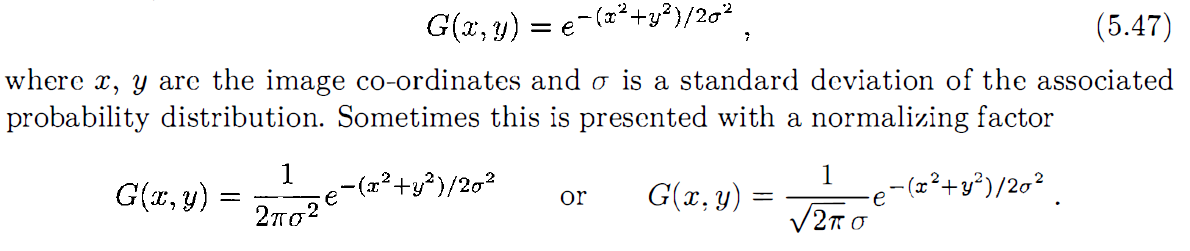 G(x, y) = e^{-(x^2+y^2)/2σ^2} , (5.47)
where x, y are the image co-ordinates and σ is a standard deviation of the associated
probability distribution. Sometimes this is presented with a normalizing factor
G(x, y) = \frac{1}{2πσ^2} e^{-(x^2+y^2)/2σ^2} or G(x, y) = \frac{1}{\sqrt{2π} σ} e^{-(x^2+y^2)/2σ^2} .